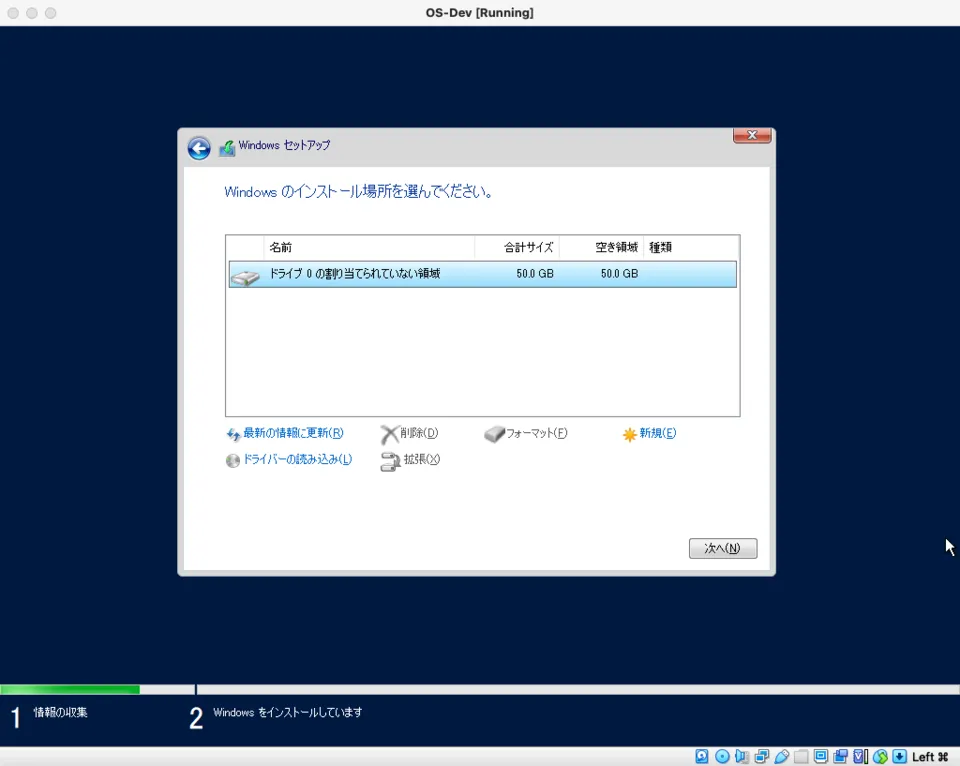 OS-Dev [Running]
Windows セットアップ
Windows のインストール場所を選んでください。
名前 合計サイズ 空き領域 種類
ドライブ 0 の割り当てられていない領域 50.0 GB 50.0 GB
最新の情報に更新(R) 削除(D) フォーマット(F) 新規(E)
ドライバーの読み込み(L) 拡張(X)
次へ(N)
1 情報の収集 2 Windows をインストールしています
Left ⌘